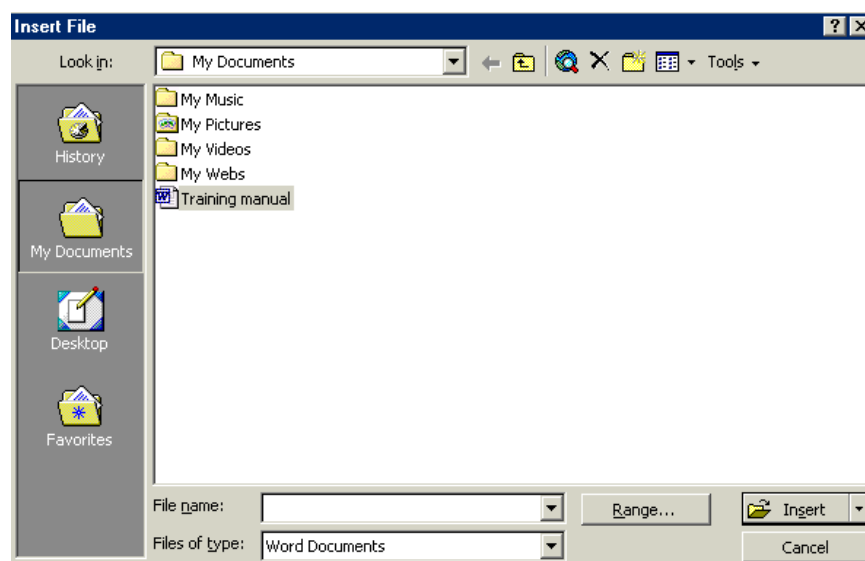 Insert File
Look in:
My Documents
Tools
My Music
My Pictures
My Videos
My Webs
Training manual
History
My Documents
Desktop
Favorites
File name:
Range...
Insert
Files of type:
Word Documents
Cancel